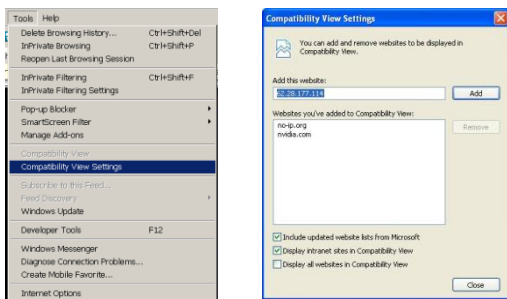 Tools Help
Delete Browsing History... Ctrl+Shift+Del
InPrivate Browsing Ctrl+Shift+P
Reopen Last Browsing Session
InPrivate Filtering Ctrl+Shift+F
InPrivate Filtering Settings
Pop-up Blocker
SmartScreen Filter
Manage Add-ons
Compatibility View
Compatibility View Settings
Subscribe to this Feed...
Feed Discovery
Windows Update
Developer Tools F12
Windows Messenger
Diagnose Connection Problems...
Create Mobile Favorite...
Internet Options
Compatibility View Settings
You can add and remove websites to be displayed in
Compatibility View.
Add this website:
62.28.177.114
Add
Websites you've added to Compatibility View:
no-ip.org
nvidia.com
Remove
Include updated website lists from Microsoft
Display intranet sites in Compatibility View
Display all websites in Compatibility View
Close